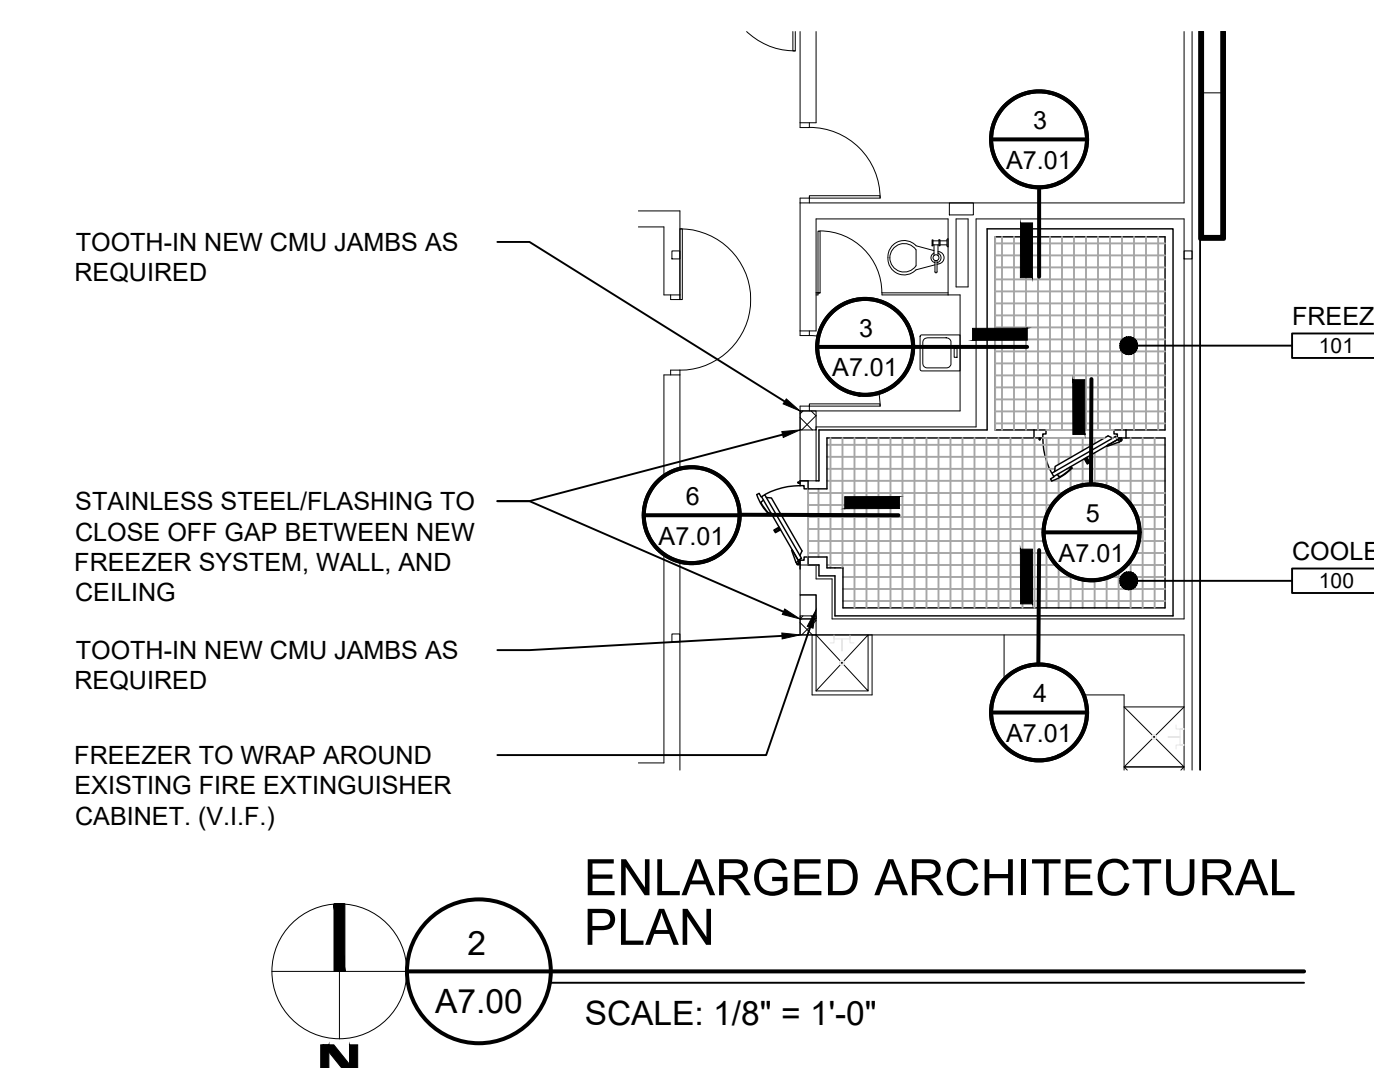 3
A7.01
TOOTH-IN NEW CMU JAMBS AS
REQUIRED
3
A7.01
FREEZ
101
STAINLESS STEEL/FLASHING TO
CLOSE OFF GAP BETWEEN NEW
FREEZER SYSTEM, WALL, AND
CEILING
6
A7.01
5
A7.01
COOLE
100
TOOTH-IN NEW CMU JAMBS AS
REQUIRED
4
A7.01
FREEZER TO WRAP AROUND
EXISTING FIRE EXTINGUISHER
CABINET. (V.I.F.)
ENLARGED ARCHITECTURAL
PLAN
2
A7.00
SCALE: 1/8" = 1'-0"
N